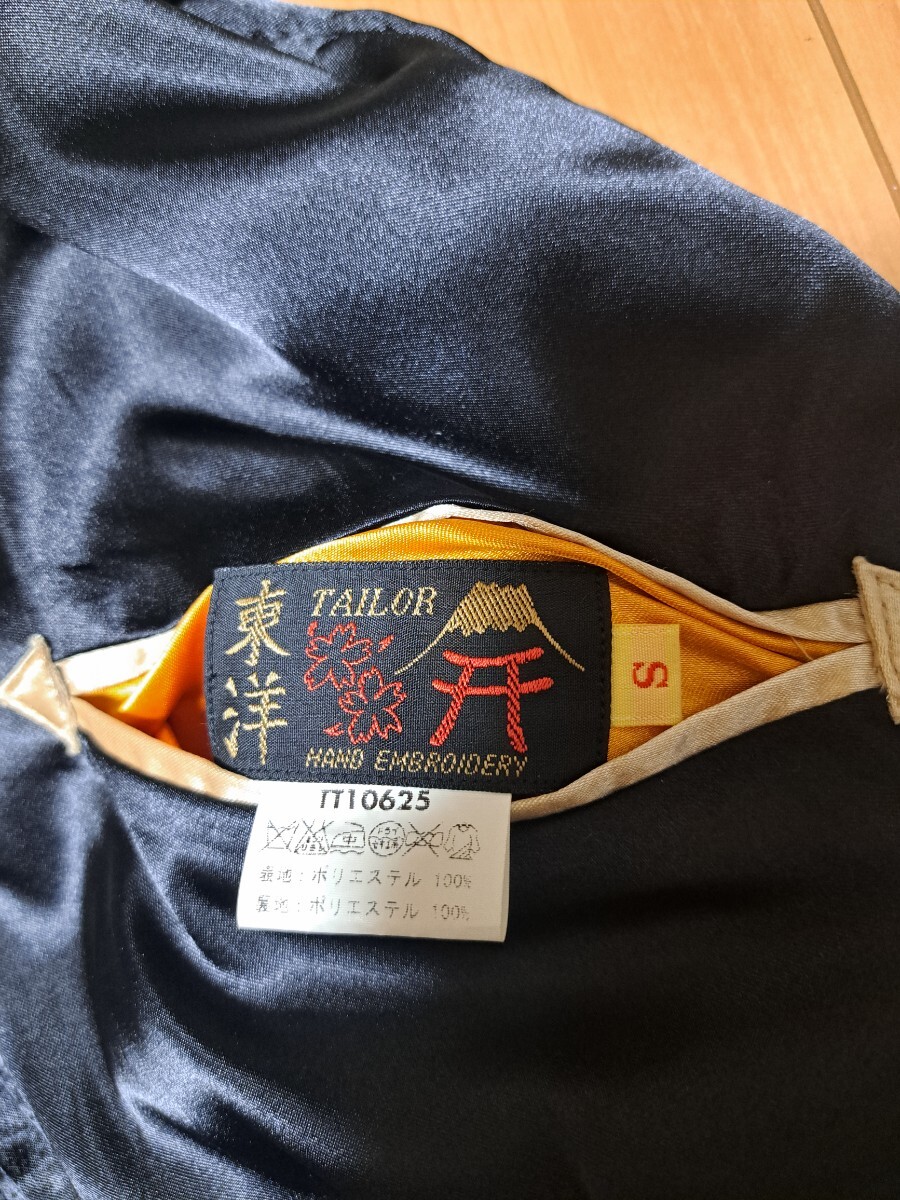 東洋
TAILOR
HAND EMBROIDERY
S
TT10625
表地：ポリエステル 100%
裏地：ポリエステル 100%